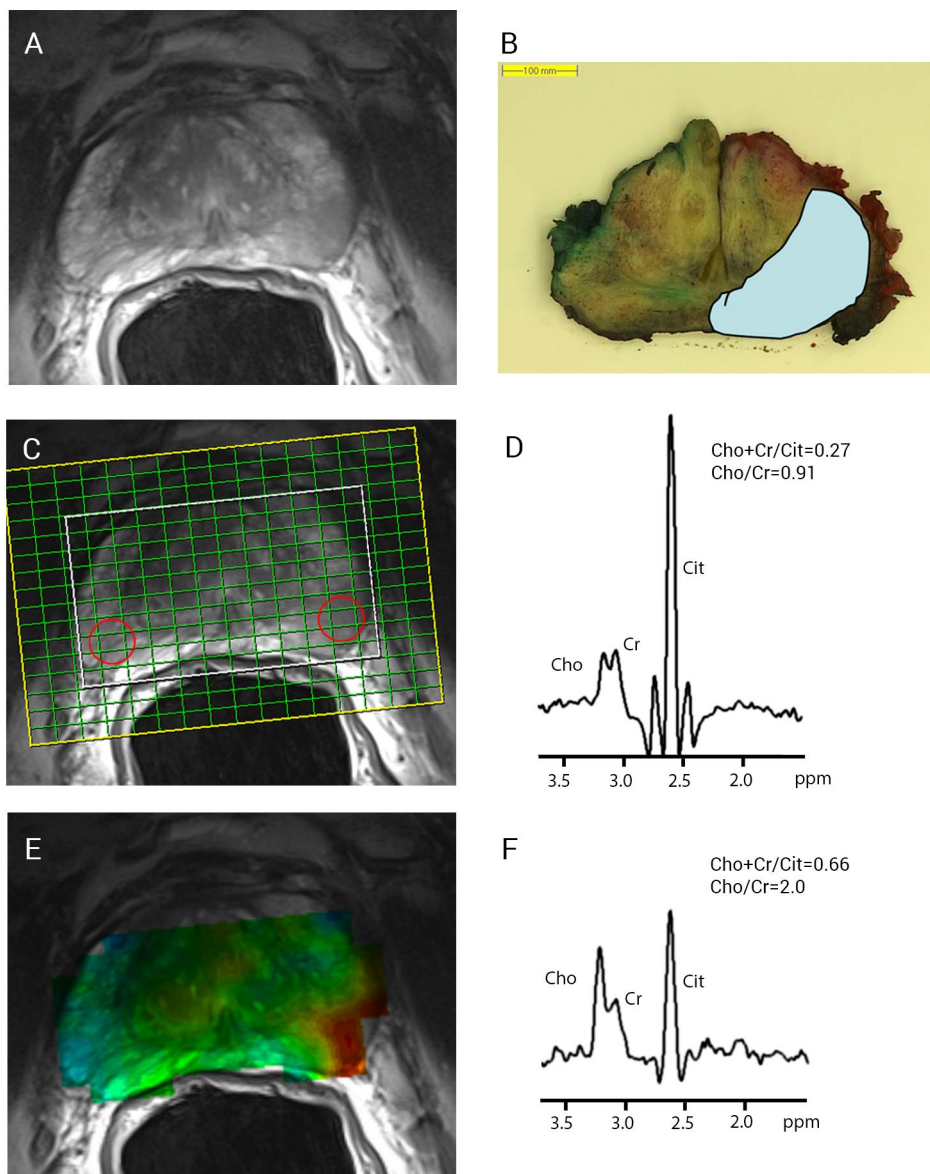 A
B
100 mm
C
D
Cho+Cr/Cit=0.27
Cho/Cr=0.91
Cit
Cr
Cho
3.5 3.0 2.5 2.0 ppm
E
F
Cho+Cr/Cit=0.66
Cho/Cr=2.0
Cho
Cit
Cr
3.5 3.0 2.5 2.0 ppm